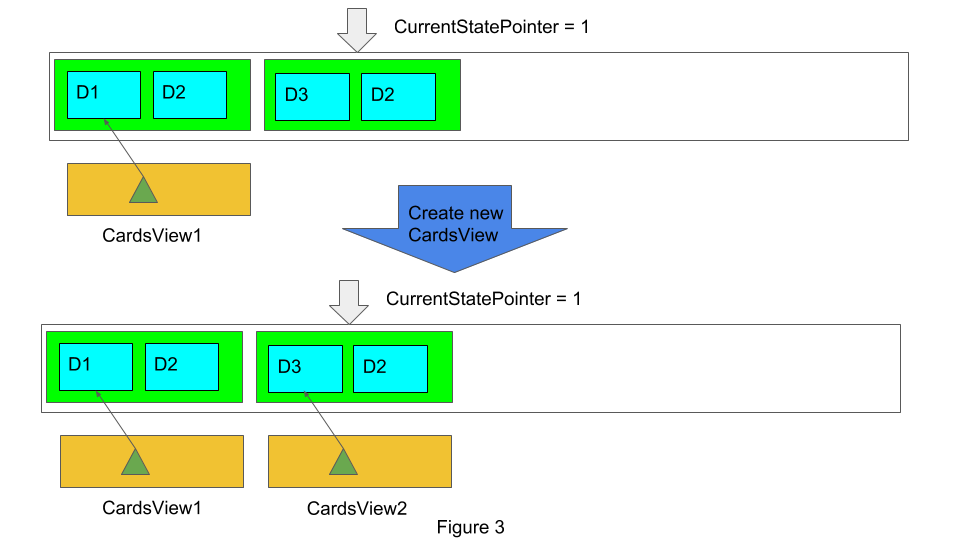 CurrentStatePointer = 1
D1
D2
D3
D2
CardsView1
Create new
CardsView
CurrentStatePointer = 1
D1
D2
D3
D2
CardsView1
CardsView2
Figure 3